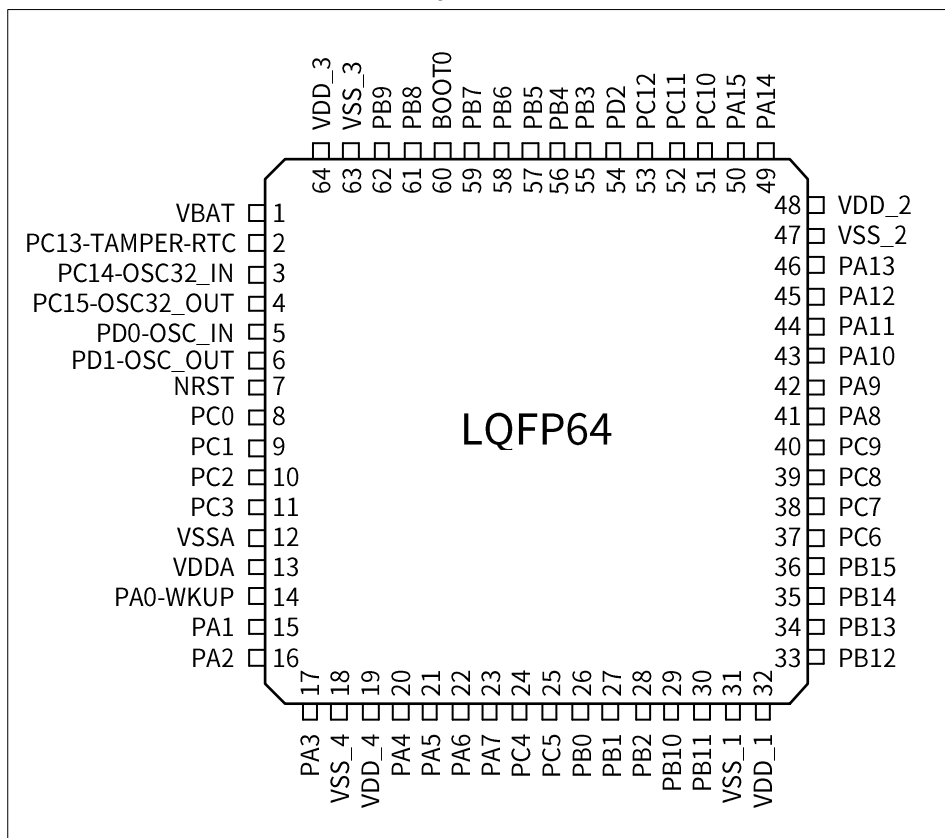 VDD_3
VSS_3
PB9
PB8
BOOT0
PB7
PB6
PB5
PB4
PB3
PD2
PC12
PC11
PC10
PA15
PA14
64
63
62
61
60
59
58
57
56
55
54
53
52
51
50
49
VBAT 1
PC13-TAMPER-RTC 2
PC14-OSC32_IN 3
PC15-OSC32_OUT 4
PD0-OSC_IN 5
PD1-OSC_OUT 6
NRST 7
PC0 8
PC1 9
PC2 10
PC3 11
VSSA 12
VDDA 13
PA0-WKUP 14
PA1 15
PA2 16
LQFP64
48 VDD_2
47 VSS_2
46 PA13
45 PA12
44 PA11
43 PA10
42 PA9
41 PA8
40 PC9
39 PC8
38 PC7
37 PC6
36 PB15
35 PB14
34 PB13
33 PB12
17
18
19
20
21
22
23
24
25
26
27
28
29
30
31
32
PA3
VSS_4
VDD_4
PA4
PA5
PA6
PA7
PC4
PC5
PB0
PB1
PB2
PB10
PB11
VSS_1
VDD_1